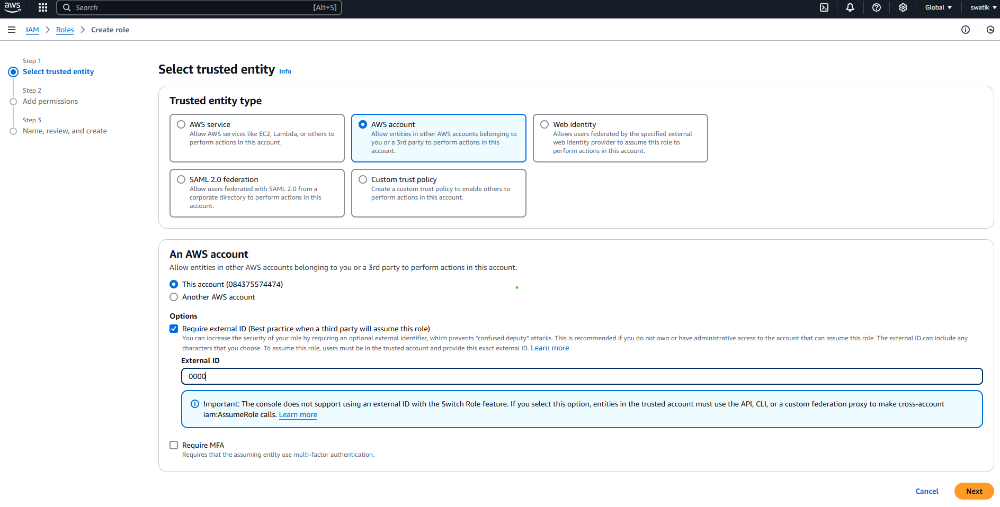 aws
Search
[Alt+S]
Global
swatik
IAM
Roles
Create role
Step 1
Select trusted entity
Step 2
Add permissions
Step 3
Name, review, and create
Select trusted entity Info
Trusted entity type
AWS service
Allow AWS services like EC2, Lambda, or others to
perform actions in this account.
AWS account
Allow entities in other AWS accounts belonging to
you or a 3rd party to perform actions in this
account.
Web identity
Allows users federated by the specified external
web identity provider to assume this role to
perform actions in this account.
SAML 2.0 federation
Allow users federated with SAML 2.0 from a
corporate directory to perform actions in this
account.
Custom trust policy
Create a custom trust policy to enable others to
perform actions in this account.
An AWS account
Allow entities in other AWS accounts belonging to you or a 3rd party to perform actions in this account.
This account (084375574474)
Another AWS account
Options
Require external ID (Best practice when a third party will assume this role)
You can increase the security of your role by requiring an optional external identifier, which prevents "confused deputy" attacks. This is recommended if you do not own or have administrative access to the account that can assume this role. The external ID can include any
characters that you choose. To assume this role, users must be in the trusted account and provide this exact external ID. Learn more
External ID
0000
Important: The console does not support using an external ID with the Switch Role feature. If you select this option, entities in the trusted account must use the API, CLI, or a custom federation proxy to make cross-account
iam:AssumeRole calls. Learn more
Require MFA
Requires that the assuming entity use multi-factor authentication.
Cancel
Next